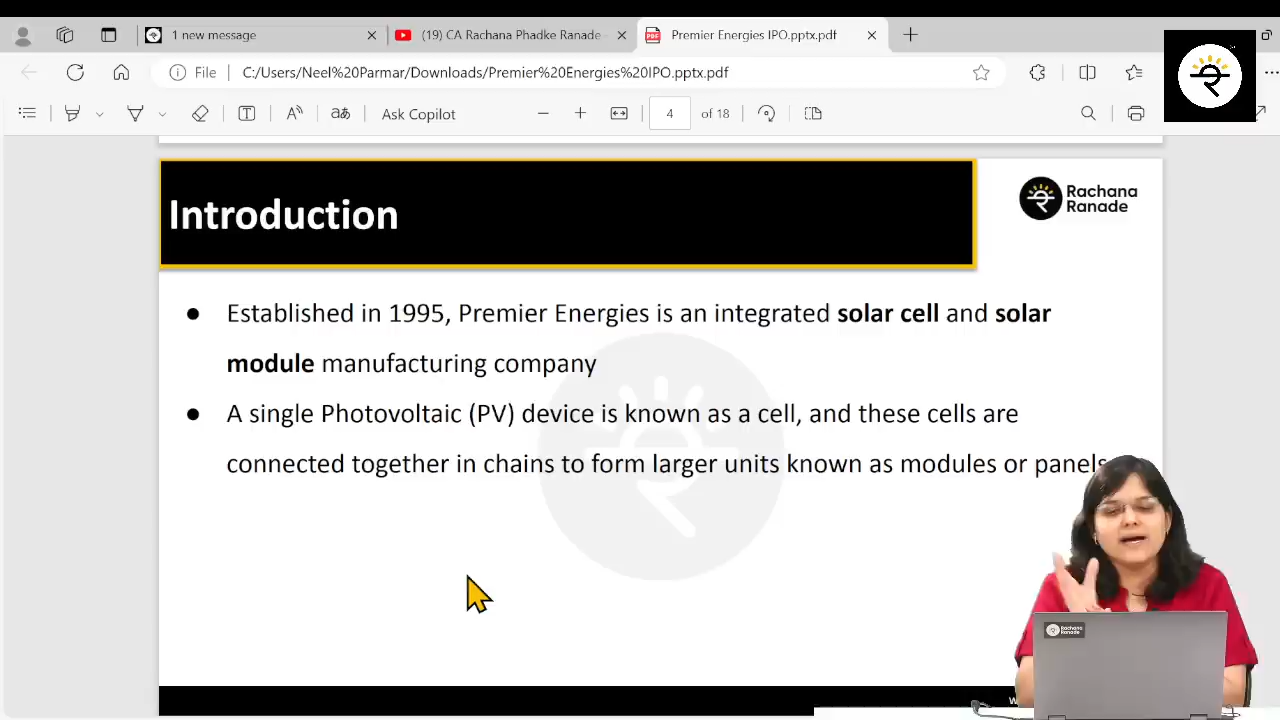 1 new message
(19) CA Rachana Phadke Ranade -
Premier Energies IPO.pptx.pdf
File
C:/Users/Neel%20Parmar/Downloads/Premier%20Energies%20IPO.pptx.pdf
aあ
Ask Copilot
4 of 18
Introduction
Rachana
Ranade
● Established in 1995, Premier Energies is an integrated solar cell and solar
module manufacturing company
● A single Photovoltaic (PV) device is known as a cell, and these cells are
connected together in chains to form larger units known as modules or panels
Rachana
Ranade